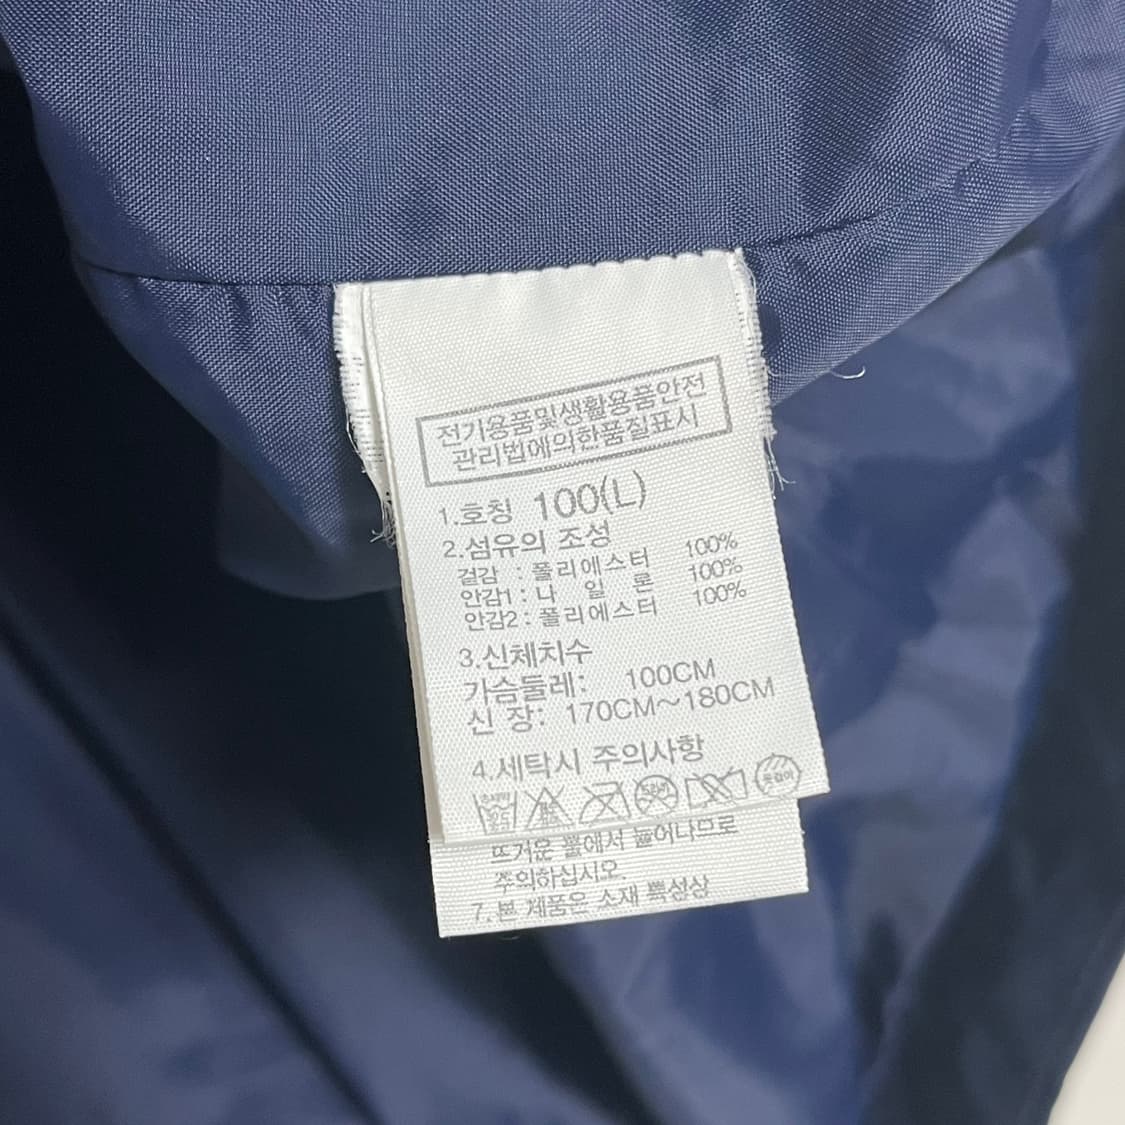 전기용품및생활용품안전
관리법에의한품질표시
1.호칭 100(L)
2.섬유의 조성
겉감 : 폴리에스터 100%
안감1 : 나 일 론 100%
안감2 : 폴리에스터 100%
3.신체치수
가슴둘레: 100CM
신 장: 170CM~180CM
4.세탁시 주의사항
뜨거운 물에서 늘어나므로
주의하십시오.
7. 본 제품은 소재 특성상